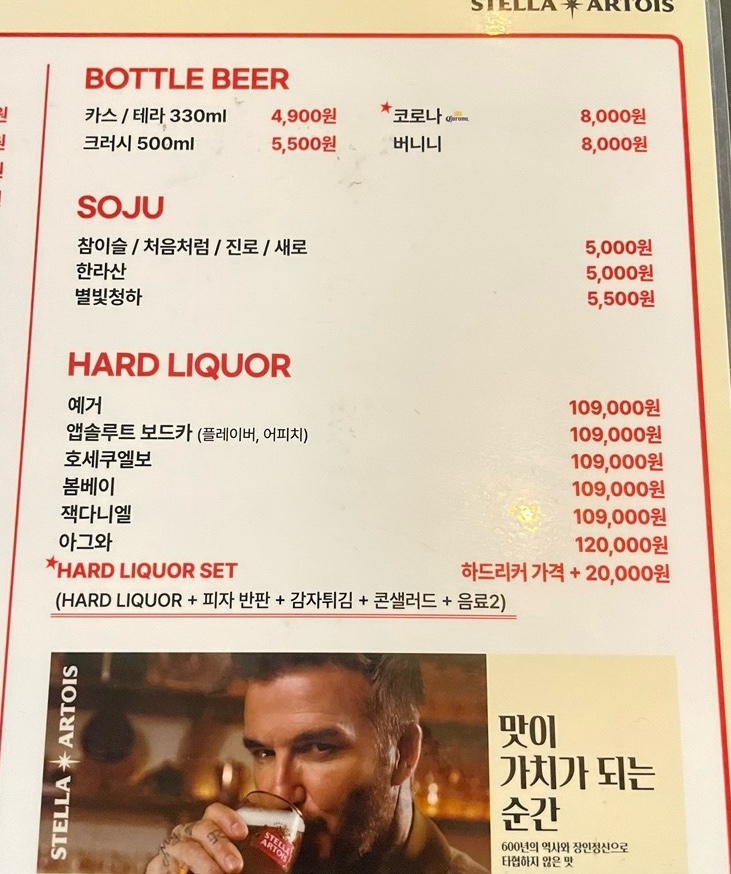 STELLA ARTOIS
BOTTLE BEER
카스 / 테라 330ml 4,900원
크러시 500ml 5,500원
코로나 Corona 8,000원
버니니 8,000원
SOJU
참이슬 / 처음처럼 / 진로 / 새로 5,000원
한라산 5,000원
별빛청하 5,500원
HARD LIQUOR
예거 109,000원
앱솔루트 보드카 (플레이버, 어피치) 109,000원
호세쿠엘보 109,000원
봄베이 109,000원
잭다니엘 109,000원
아그와 120,000원
HARD LIQUOR SET 하드리커 가격 + 20,000원
(HARD LIQUOR + 피자 반판 + 감자튀김 + 콘샐러드 + 음료2)
STELLA ARTOIS
STELLA
ARTOIS
맛이
가치가 되는
순간
600년의 역사와 장인정신으로
타협하지 않은 맛